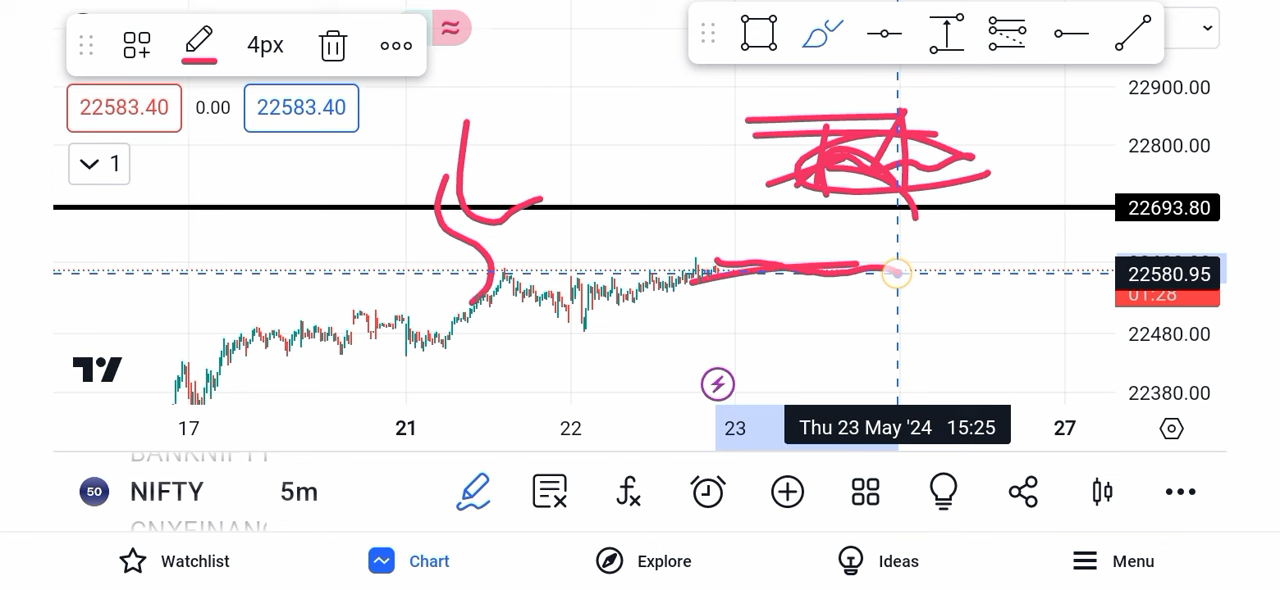 4px
22583.40 0.00 22583.40
1
22900.00
22800.00
22693.80
22580.95
01:28
22480.00
22380.00
17 21 22 23 Thu 23 May '24 15:25 27
BANKNIFTY
50 NIFTY 5m
Watchlist Chart Explore Ideas Menu